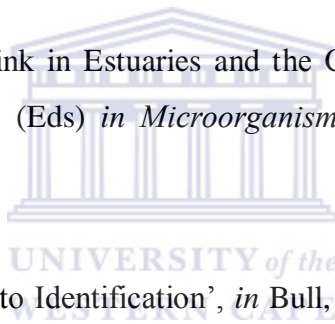 ink in Estuaries and the
(Eds) in Microorganism
UNIVERSITY of the
to Identification’, in Bull,
WESTERN CAPE